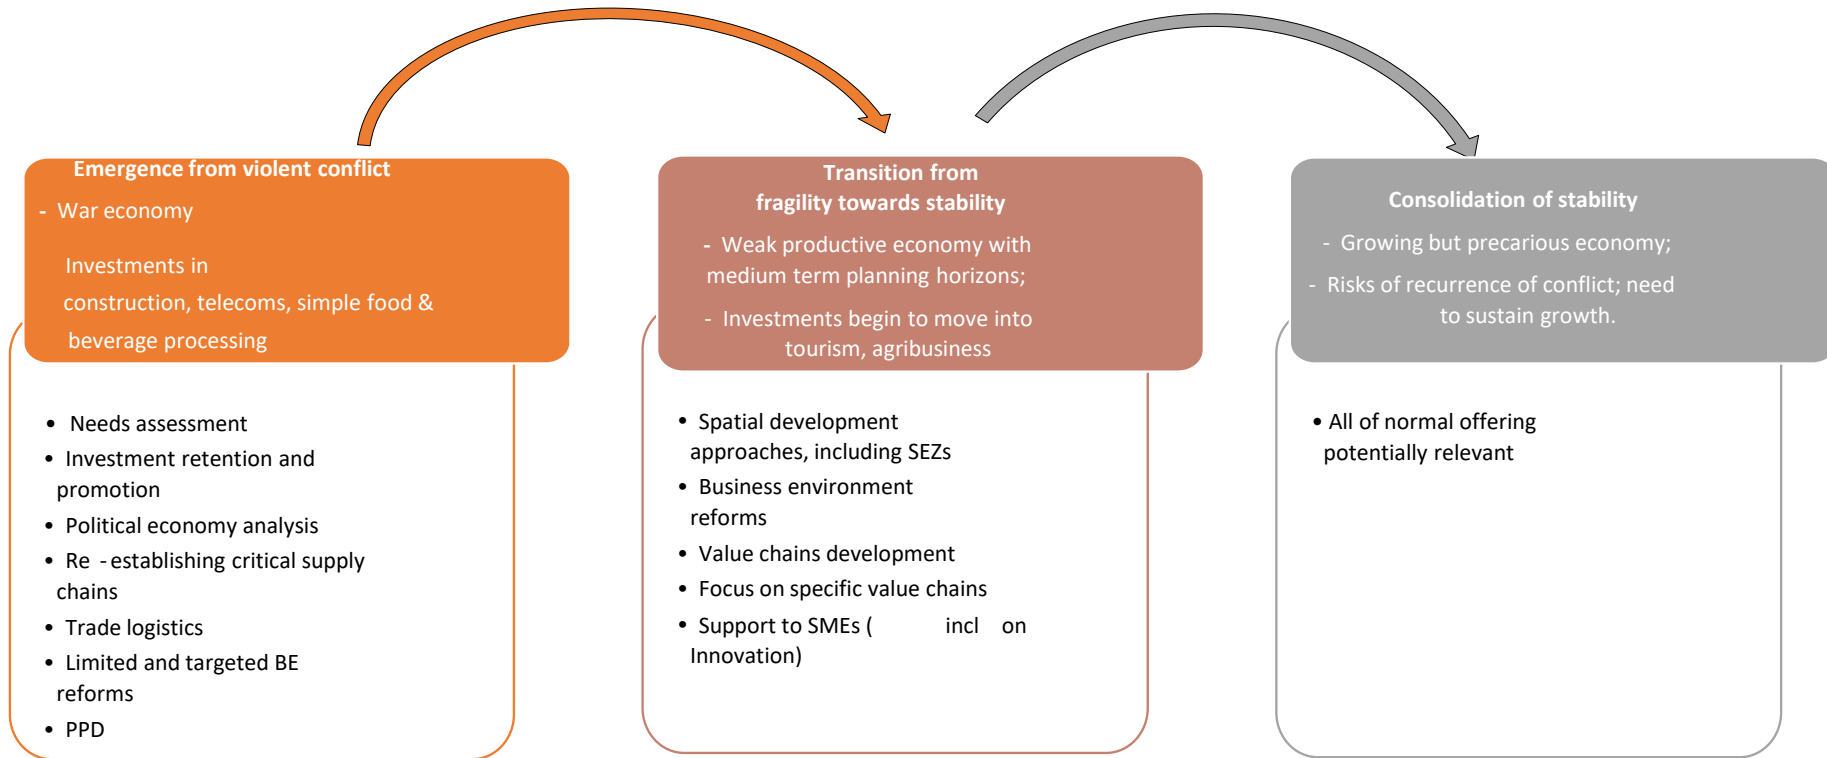 Emergence from violent conflict
- War economy
Investments in
construction, telecoms, simple food &
beverage processing
• Needs assessment
• Investment retention and
promotion
• Political economy analysis
• Re - establishing critical supply
chains
• Trade logistics
• Limited and targeted BE
reforms
• PPD
Transition from
fragility towards stability
- Weak productive economy with
medium term planning horizons;
- Investments begin to move into
tourism, agribusiness
• Spatial development
approaches, including SEZs
• Business environment
reforms
• Value chains development
• Focus on specific value chains
• Support to SMEs ( incl on
Innovation)
Consolidation of stability
- Growing but precarious economy;
- Risks of recurrence of conflict; need
to sustain growth.
• All of normal offering
potentially relevant